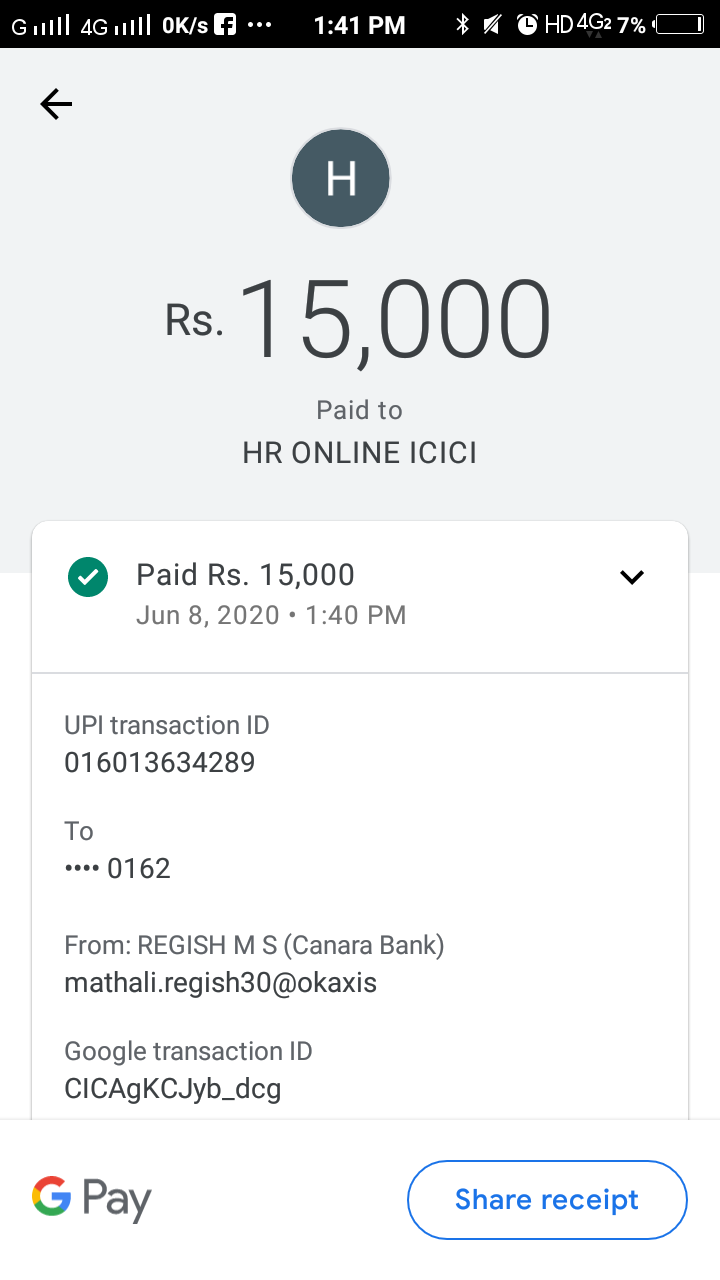 G 4G 0K/s 1:41 PM HD 4G2 7%
H
Rs. 15,000
Paid to
HR ONLINE ICICI
Paid Rs. 15,000
Jun 8, 2020 • 1:40 PM
UPI transaction ID
016013634289
To
•••• 0162
From: REGISH M S (Canara Bank)
mathali.regish30@okaxis
Google transaction ID
CICAgKCJyb_dcg
G Pay
Share receipt